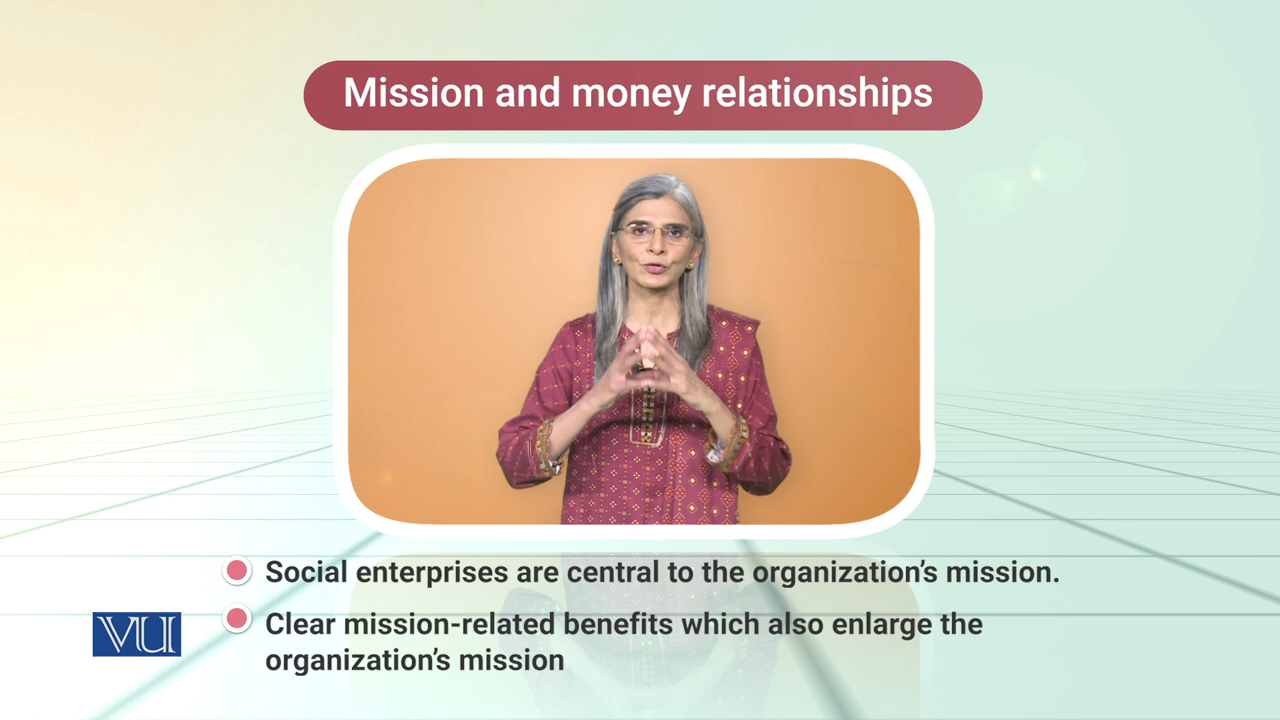 Mission and money relationships
Social enterprises are central to the organization's mission.
Clear mission-related benefits which also enlarge the
organization's mission
VU